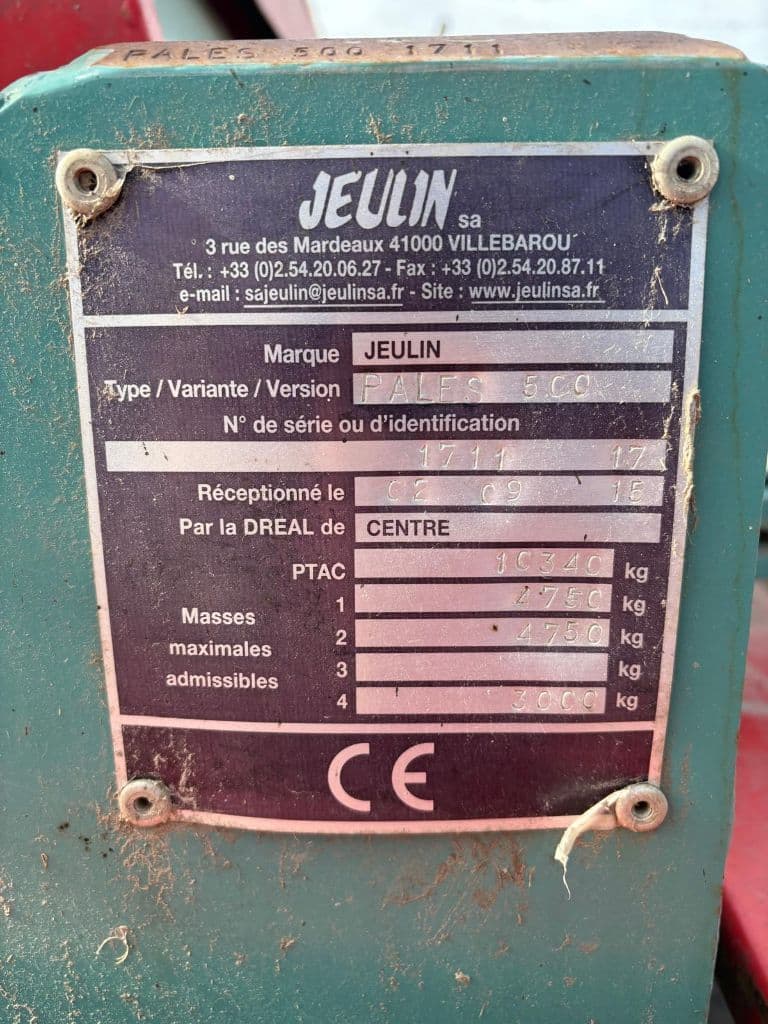 PALES 500 1711
JEULIN sa
3 rue des Mardeaux 41000 VILLEBAROU
Tél. : +33 (0)2.54.20.06.27 - Fax : +33 (0)2.54.20.87.11
e-mail : sajeulin@jeulinsa.fr - Site : www.jeulinsa.fr
Marque JEULIN
Type / Variante / Version PALES 500
N° de série ou d'identification
1711 17
Réceptionné le 02 09 15
Par la DREAL de CENTRE
PTAC 10340 kg
1 4750 kg
Masses
2 4750 kg
maximales
3 kg
admissibles
4 3000 kg
CE